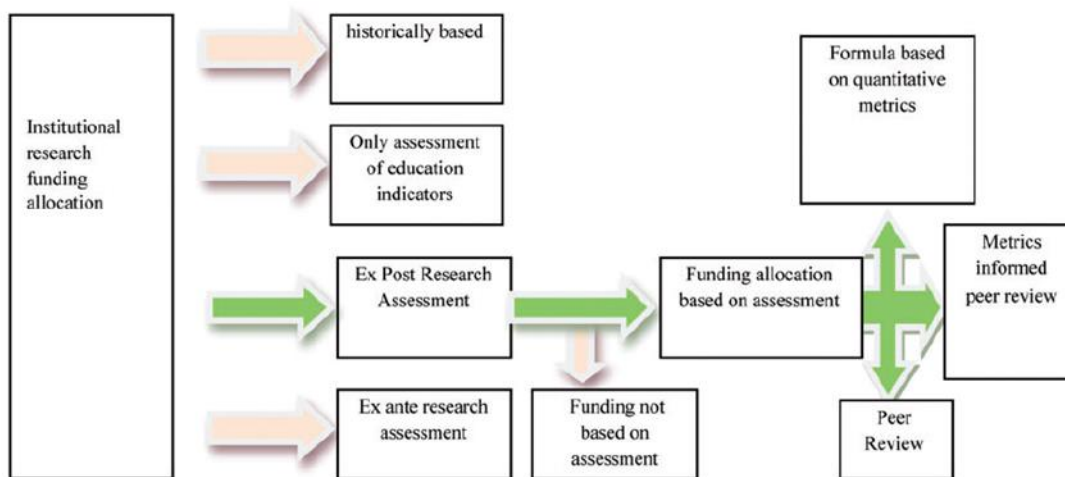 Institutional
research
funding
allocation
historically based
Only assessment
of education
indicators
Ex Post Research
Assessment
Ex ante research
assessment
Funding not
based on
assessment
Funding allocation
based on assessment
Formula based
on quantitative
metrics
Metrics
informed
peer review
Peer
Review